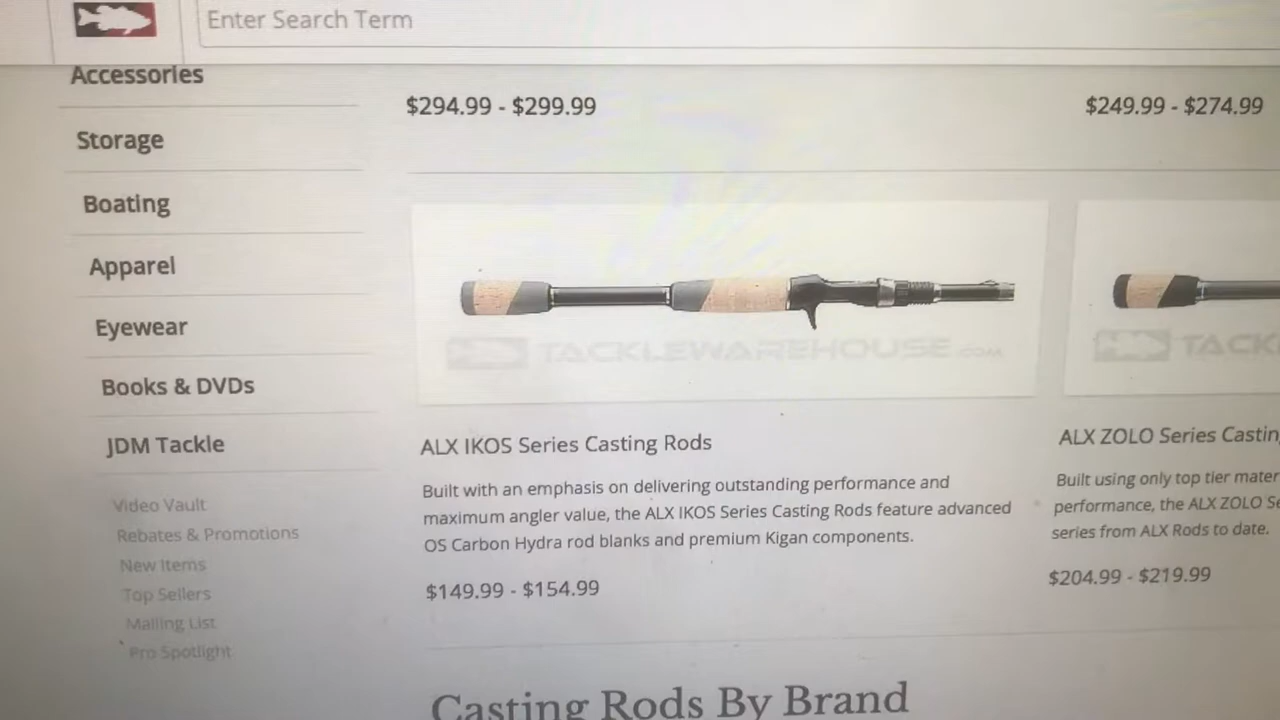 Enter Search Term
Accessories
Storage
Boating
Apparel
Eyewear
Books & DVDs
JDM Tackle
Video Vault
Rebates & Promotions
New Items
Top Sellers
Mailing List
Pro Spotlight
$294.99 - $299.99
$249.99 - $274.99
TACKLEWAREHOUSE.COM
TACK
ALX IKOS Series Casting Rods
Built with an emphasis on delivering outstanding performance and
maximum angler value, the ALX IKOS Series Casting Rods feature advanced
OS Carbon Hydra rod blanks and premium Kigan components.
$149.99 - $154.99
ALX ZOLO Series Castin
Built using only top tier mater
performance, the ALX ZOLO Se
series from ALX Rods to date.
$204.99 - $219.99
Casting Rods By Brand